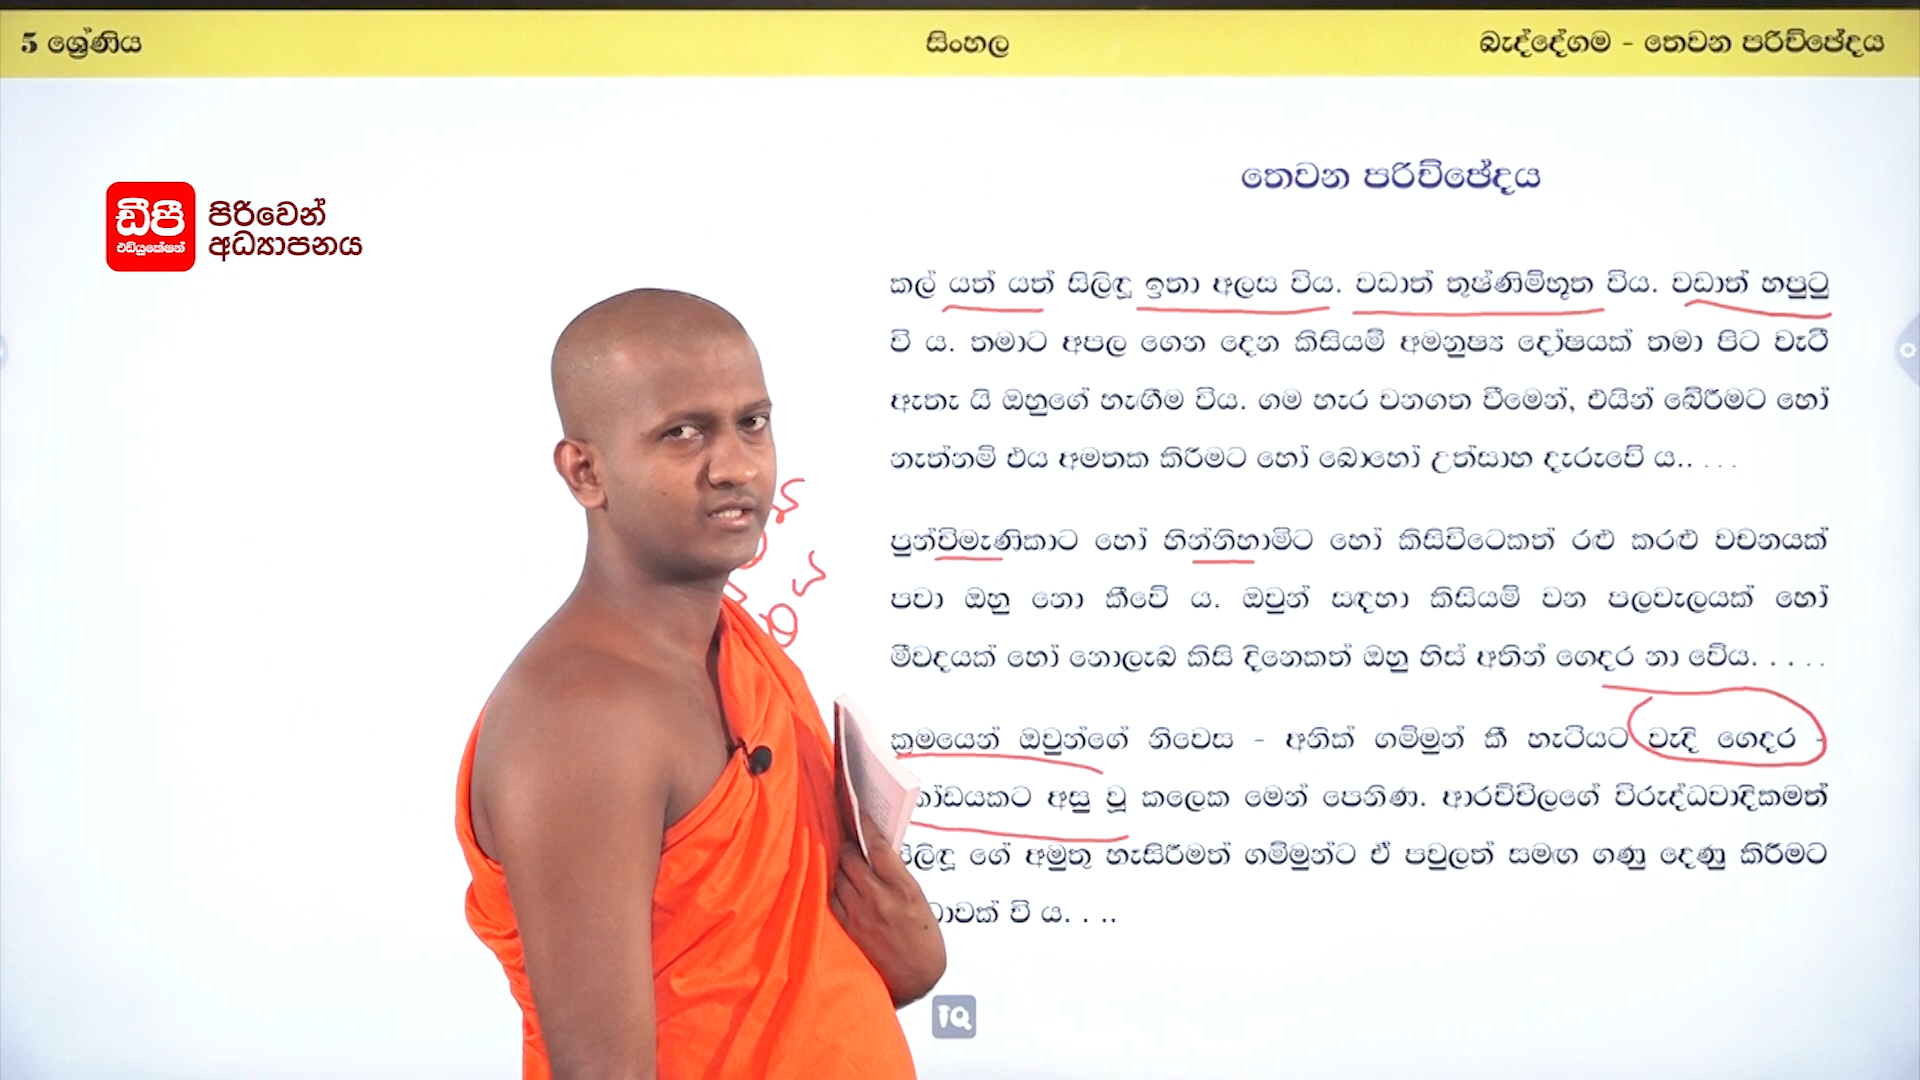 5 ශ්‍රේණිය
සිංහල
බැද්දේගම - තෙවන පරිච්ඡේදය
ඩීපී
එඩියුකේෂන්
පිරිවෙන්
අධ්‍යාපනය
තෙවන පරිච්ඡේදය
කල් යත් යත් සිලිඳු ඉතා අලස විය. වඩාත් තූෂ්ණිම්භූත විය. වඩාත් හපුටු
වි ය. තමාට අපල ගෙන දෙන කිසියම් අමනුෂ්‍ය දෝෂයක් තමා පිට වැටී
ඇතැ යි ඔහුගේ හැඟීම විය. ගම හැර වනගත වීමෙන්, එයින් බේරීමට හෝ
නැත්නම් එය අමතක කිරීමට හෝ බොහෝ උත්සාහ දැරුවේ ය.. . . .
පුන්චිමැණිකාට හෝ හින්නිහාමිට හෝ කිසිවිටෙකත් රළු කරළු වචනයක්
පවා ඔහු නො කීවේ ය. ඔවුන් සඳහා කිසියම් වන පලවැලයක් හෝ
මීවදයක් හෝ නොලැබ කිසි දිනෙකත් ඔහු හිස් අතින් ගෙදර නා වේය. . . . .
ක්‍රමයෙන් ඔවුන්ගේ නිවෙස - අනික් ගම්මුන් කී හැටියට වැදි ගෙදර -
අසු වූ කලෙක මෙන් පෙනිණ. ආරච්චිලගේ විරුද්ධවාදිකමත්
ගේ අමුතු හැසිරීමත් ගම්මුන්ට ඒ පවුලත් සමඟ ගණු දෙණු කිරීමට
වි ය. . ..
IQ